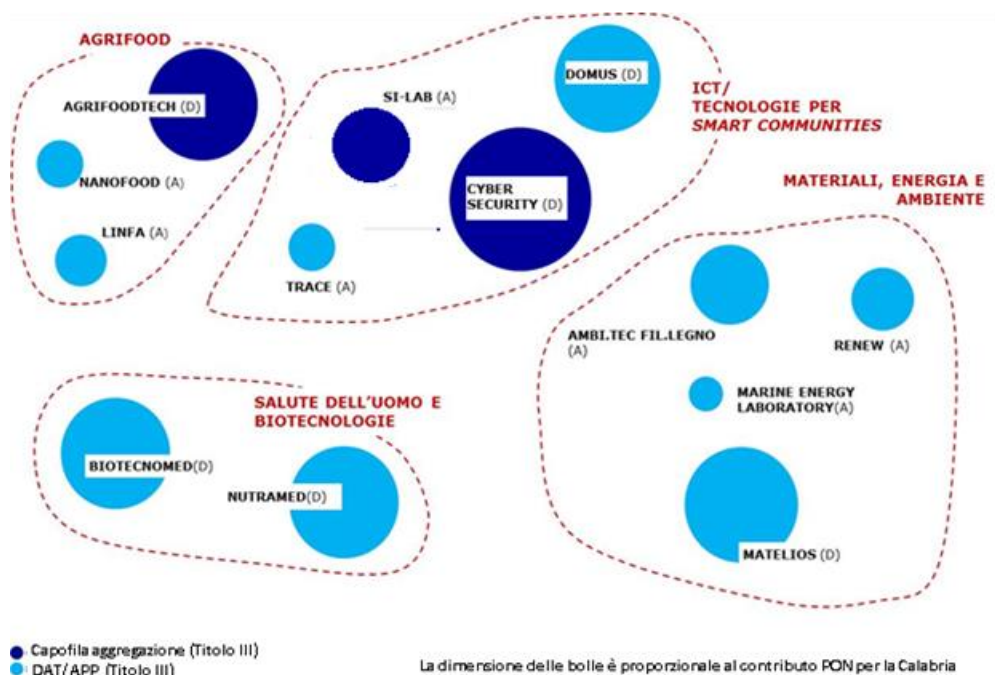 AGRIFOOD
AGRIFOODTECH (D)
NANOFOOD (A)
LINFA (A)
SI-LAB (A)
DOMUS (D)
CYBER
SECURITY (D)
TRACE (A)
ICT/
TECNOLOGIE PER
SMART COMMUNITIES
MATERIALI, ENERGIA E
AMBIENTE
AMBI.TEC FIL.LEGNO
(A)
RENEW (A)
MARINE ENERGY
LABORATORY(A)
MATELIOS (D)
SALUTE DELL'UOMO E
BIOTECNOLOGIE
BIOTECNOMED(D)
NUTRAMED(D)
Capofila aggregazione (Titolo III)
DAT/APP (Titolo III)
La dimensione delle bolle è proporzionale al contributo PON per la Calabria